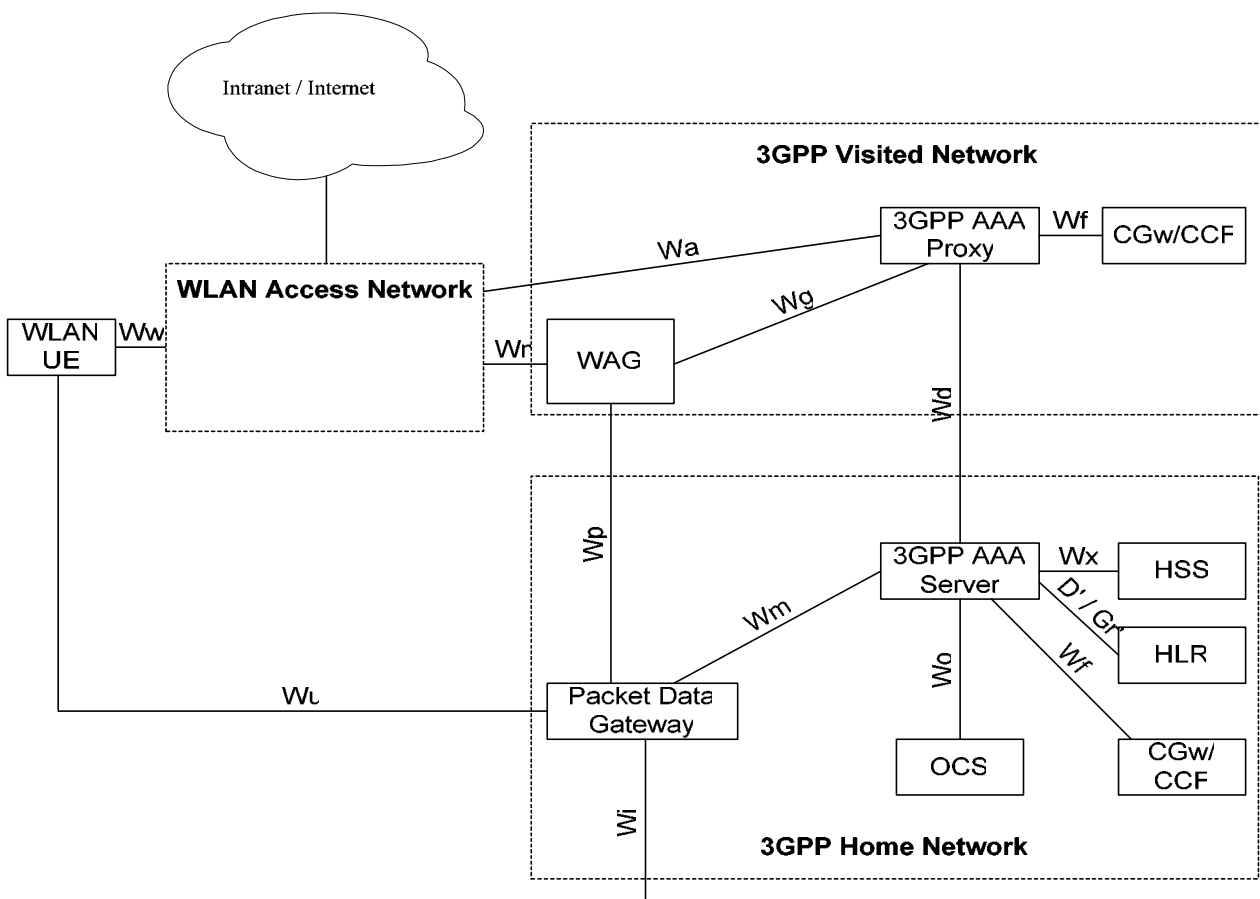 Intranet / Internet
3GPP Visited Network
3GPP AAA
Proxy
Wf
CGw/CCF
Wa
WLAN Access Network
Wg
WLAN
UE
Ww
Wn
WAG
Wd
Wp
3GPP AAA
Server
Wx
HSS
D' / Gr'
HLR
Wm
Wo
Wf
Wu
Packet Data
Gateway
OCS
CGw/
CCF
Wi
3GPP Home Network